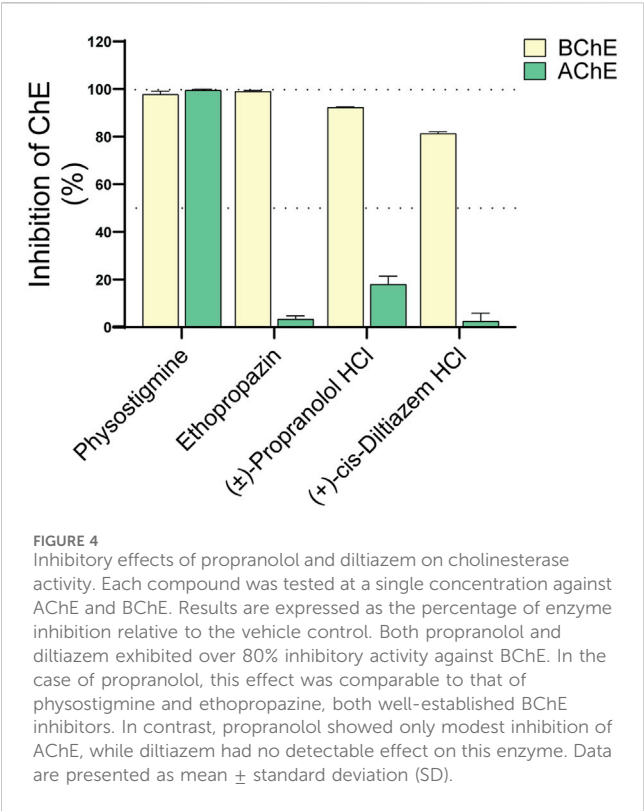 120
100
80
60
40
20
0
Inhibition of ChE
(%)
BChE
AChE
Physostigmine
Ethopropazin
(±)-Propranolol HCl
(+)-cis-Diltiazem HCl
FIGURE 4
Inhibitory effects of propranolol and diltiazem on cholinesterase
activity. Each compound was tested at a single concentration against
AChE and BChE. Results are expressed as the percentage of enzyme
inhibition relative to the vehicle control. Both propranolol and
diltiazem exhibited over 80% inhibitory activity against BChE. In the
case of propranolol, this effect was comparable to that of
physostigmine and ethopropazine, both well-established BChE
inhibitors. In contrast, propranolol showed only modest inhibition of
AChE, while diltiazem had no detectable effect on this enzyme. Data
are presented as mean ± standard deviation (SD).